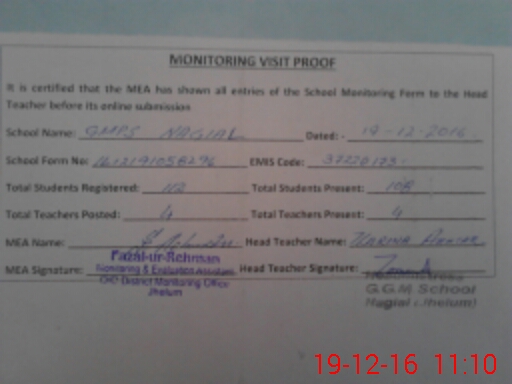 MONITORING VISIT PROOF
It is certified that the MEA has shown all entries of the School Monitoring Form to the Head
Teacher before its online submission
School Name: GMPS NAGIAL Dated: - 19-12-2016
School Form No: EMIS Code:
Total Students Registered: 112 Total Students Present: 108
Total Teachers Posted: 4 Total Teachers Present: 4
MEA Name: Head Teacher Name:
MEA Signature: Head Teacher Signature:
Fazal-ur-Rehman
Monitoring & Evaluation Assistant
District Monitoring Office
Jhelum
Headmistress
G.G.M. School
Nagial (Jhelum)
19-12-16 11:10